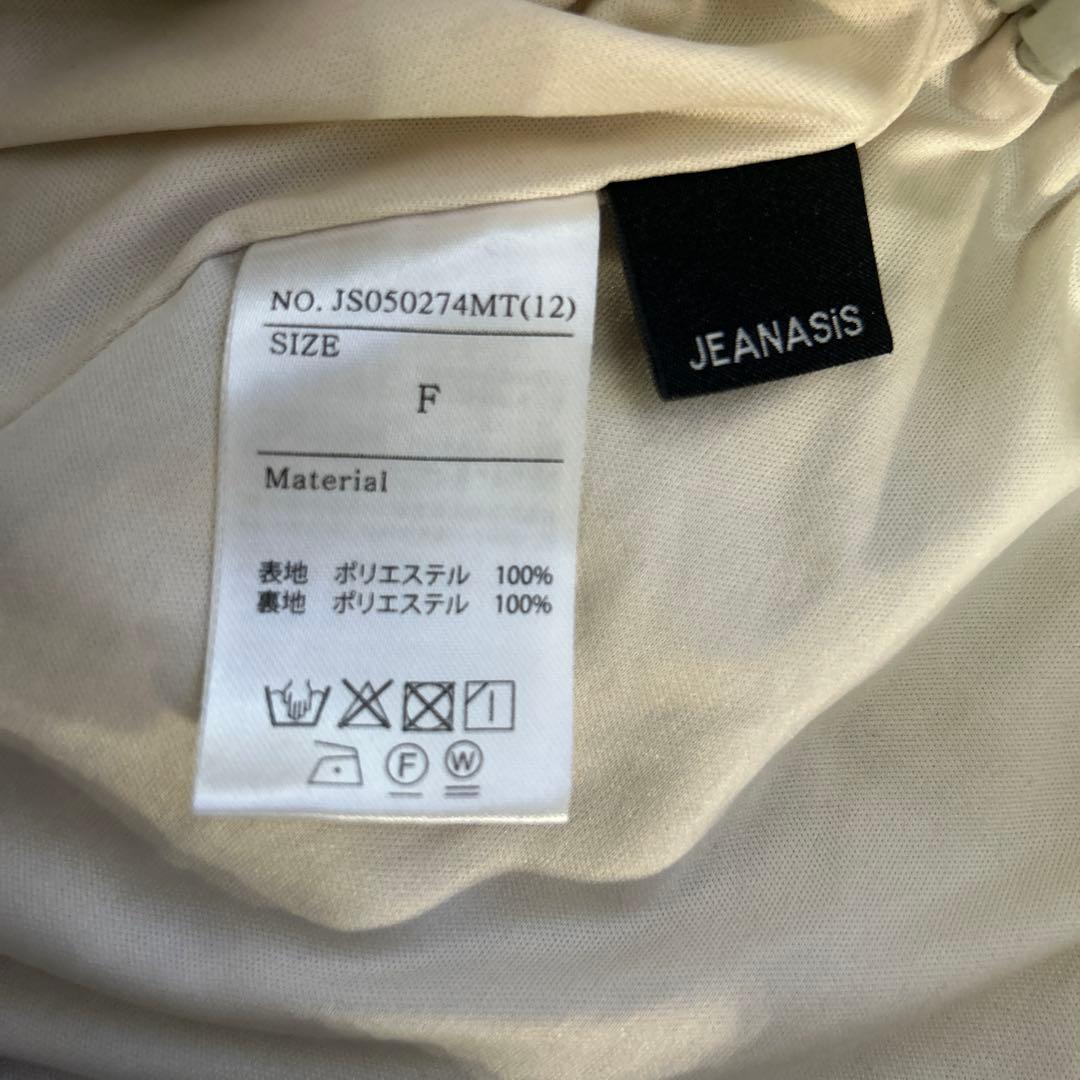 NO. JS050274MT(12)
SIZE
F
Material
表地 ポリエステル 100%
裏地 ポリエステル 100%
F W
JEANASiS